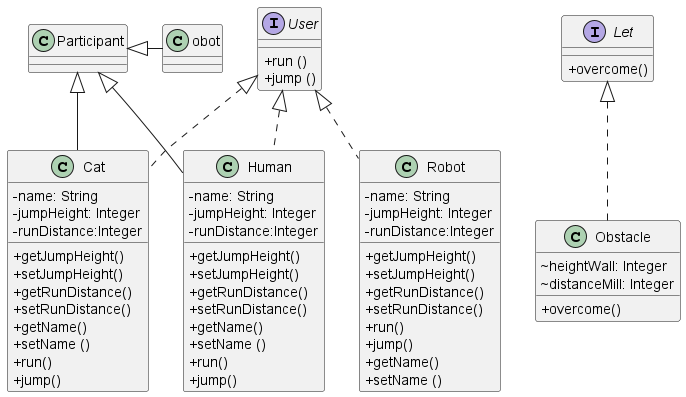 C Participant
C obot
I User
+run ()
+jump ()
I Let
+overcome()
C Cat
-name: String
-jumpHeight: Integer
-runDistance:Integer
+getJumpHeight()
+setJumpHeight()
+getRunDistance()
+setRunDistance()
+getName()
+setName ()
+run()
+jump()
C Human
-name: String
-jumpHeight: Integer
-runDistance:Integer
+getJumpHeight()
+setJumpHeight()
+getRunDistance()
+setRunDistance()
+getName()
+setName ()
+run()
+jump()
C Robot
-name: String
-jumpHeight: Integer
-runDistance:Integer
+getJumpHeight()
+setJumpHeight()
+getRunDistance()
+setRunDistance()
+run()
+jump()
+getName()
+setName ()
C Obstacle
~heightWall: Integer
~distanceMill: Integer
+overcome()